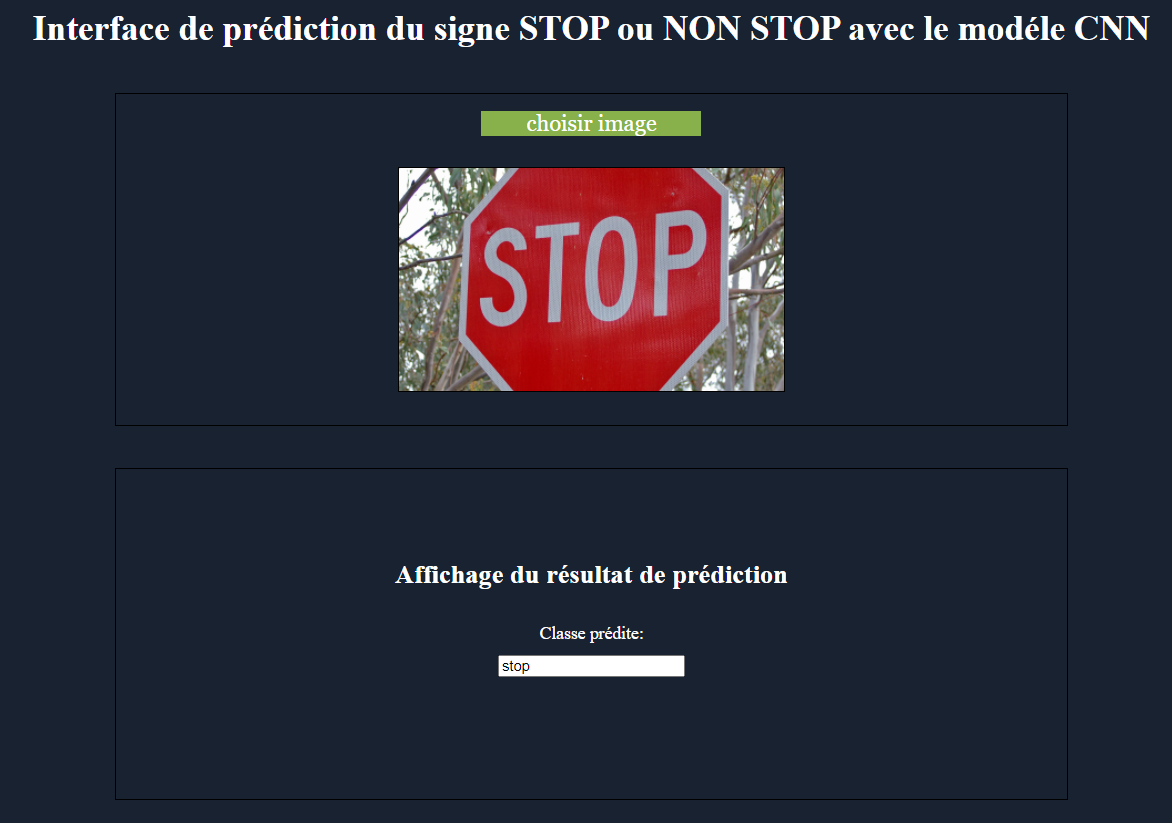 Interface de prédiction du signe STOP ou NON STOP avec le modéle CNN
choisir image
STOP
Affichage du résultat de prédiction
Classe prédite:
stop